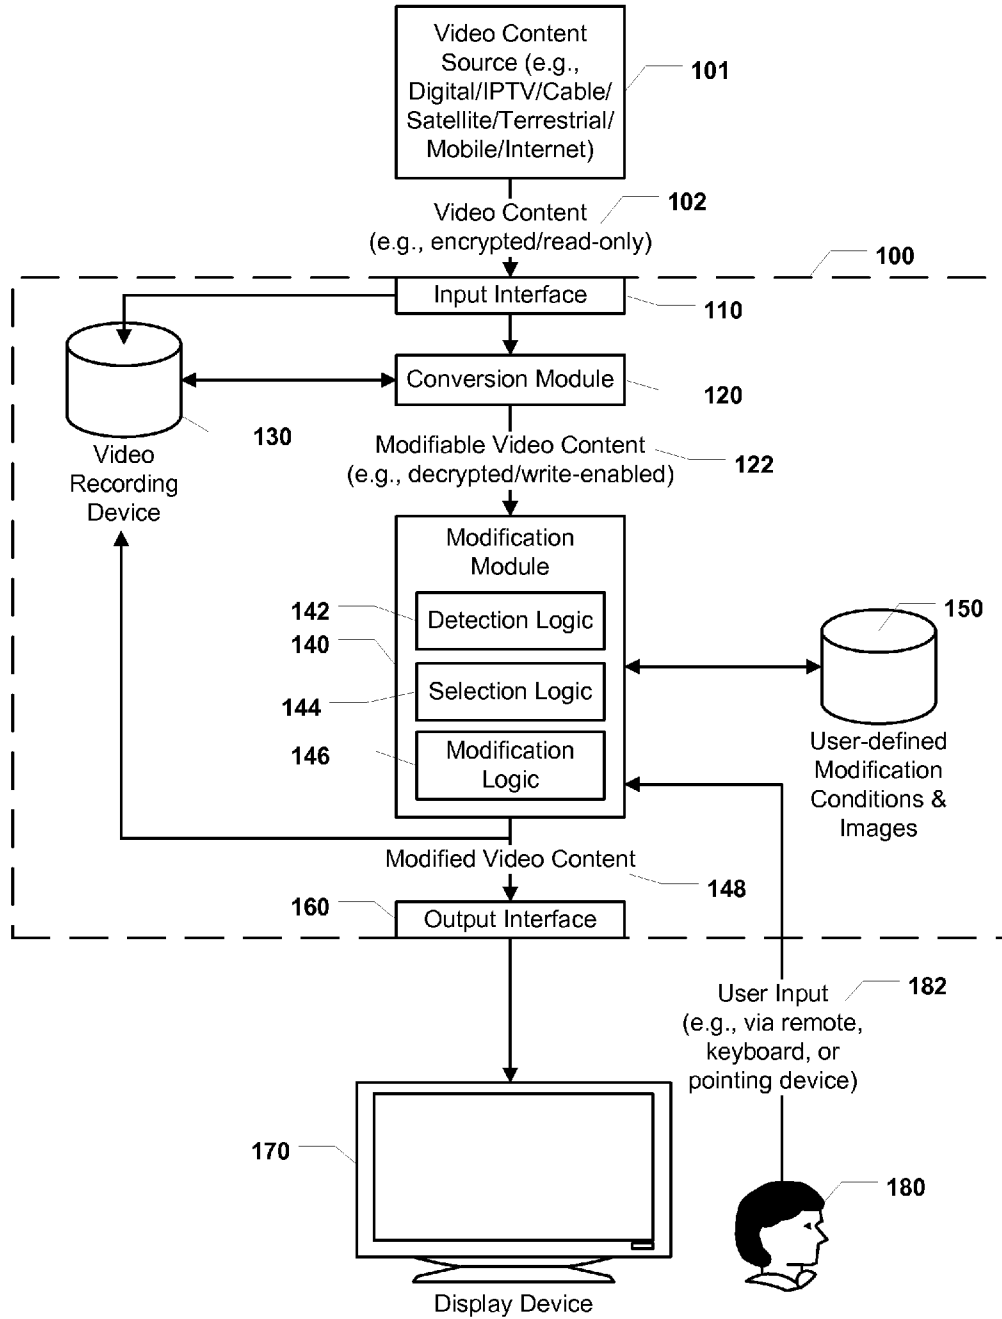 Video Content
Source (e.g.,
Digital/IPTV/Cable/
Satellite/Terrestrial/
Mobile/Internet)
101
102
Video Content
(e.g., encrypted/read-only)
100
Input Interface
110
Conversion Module
120
130
Video
Recording
Device
Modifiable Video Content
(e.g., decrypted/write-enabled)
122
Modification
Module
142
Detection Logic
140
144
Selection Logic
146
Modification
Logic
150
User-defined
Modification
Conditions &
Images
Modified Video Content
148
160
Output Interface
182
User Input
(e.g., via remote,
keyboard, or
pointing device)
170
180
Display Device